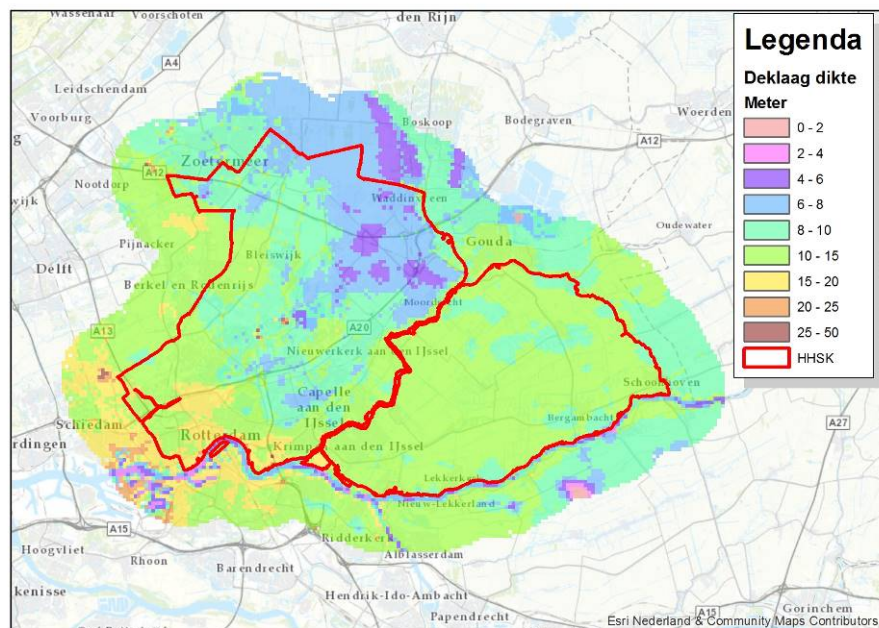 Wassenaar
Voorschoten
den Rijn
A4
Leidschendam
Voorburg
Boskoop
Bodegraven
Woerden
A12
Zoetermeer
A12
Nootdorp
wijk
Waddinxveen
Oudewater
Gouda
Pijnacker
Bleiswijk
Delft
Berkel en Rodenrijs
Moordrecht
A13
A20
Nieuwerkerk aan den IJssel
Schoonhoven
Capelle
aan den
IJssel
Bergambacht
Schiedam
A27
Rotterdam
Krimpen aan den IJssel
Lekkerkerk
Nieuw-Lekkerland
A15
Ridderkerk
Hoogvliet
Rhoon
Alblasserdam
Barendrecht
Hendrik-Ido-Ambacht
A15
Gorinchem
Papendrecht
Legenda
Deklaag dikte
Meter
0 - 2
2 - 4
4 - 6
6 - 8
8 - 10
10 - 15
15 - 20
20 - 25
25 - 50
HHSK
Esri Nederland & Community Maps Contributors